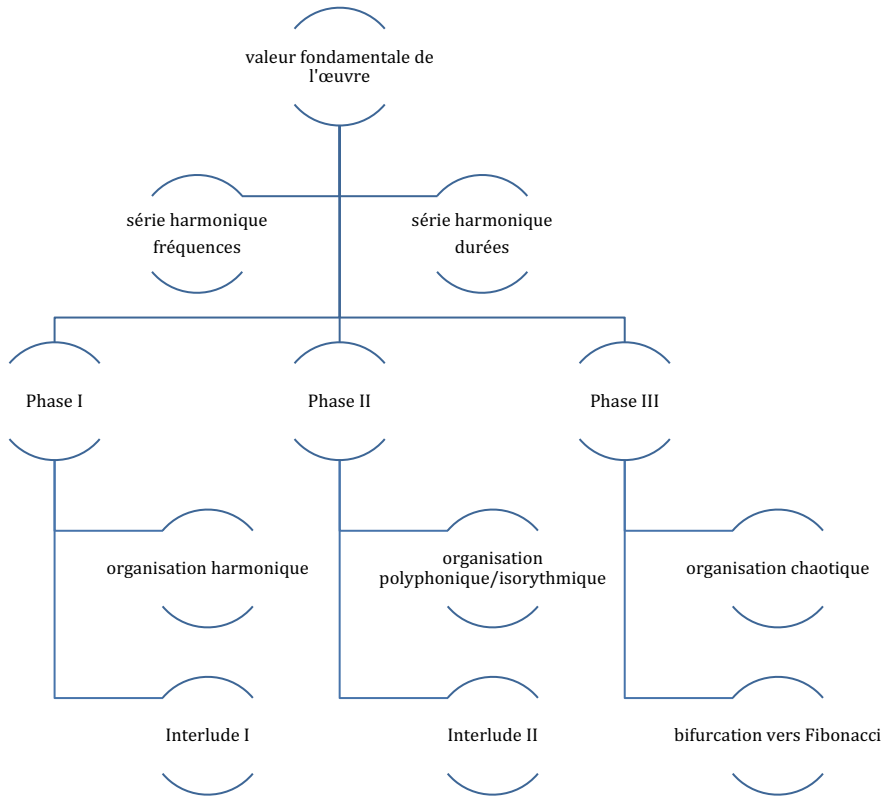 valeur fondamentale de
l'œuvre
série harmonique
fréquences
série harmonique
durées
Phase I
Phase II
Phase III
organisation harmonique
organisation
polyphonique/isorythmique
organisation chaotique
Interlude I
Interlude II
bifurcation vers Fibonacci